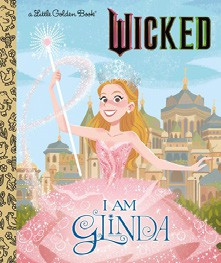 a Little Golden Book®
WICKED
I AM
GLINDA